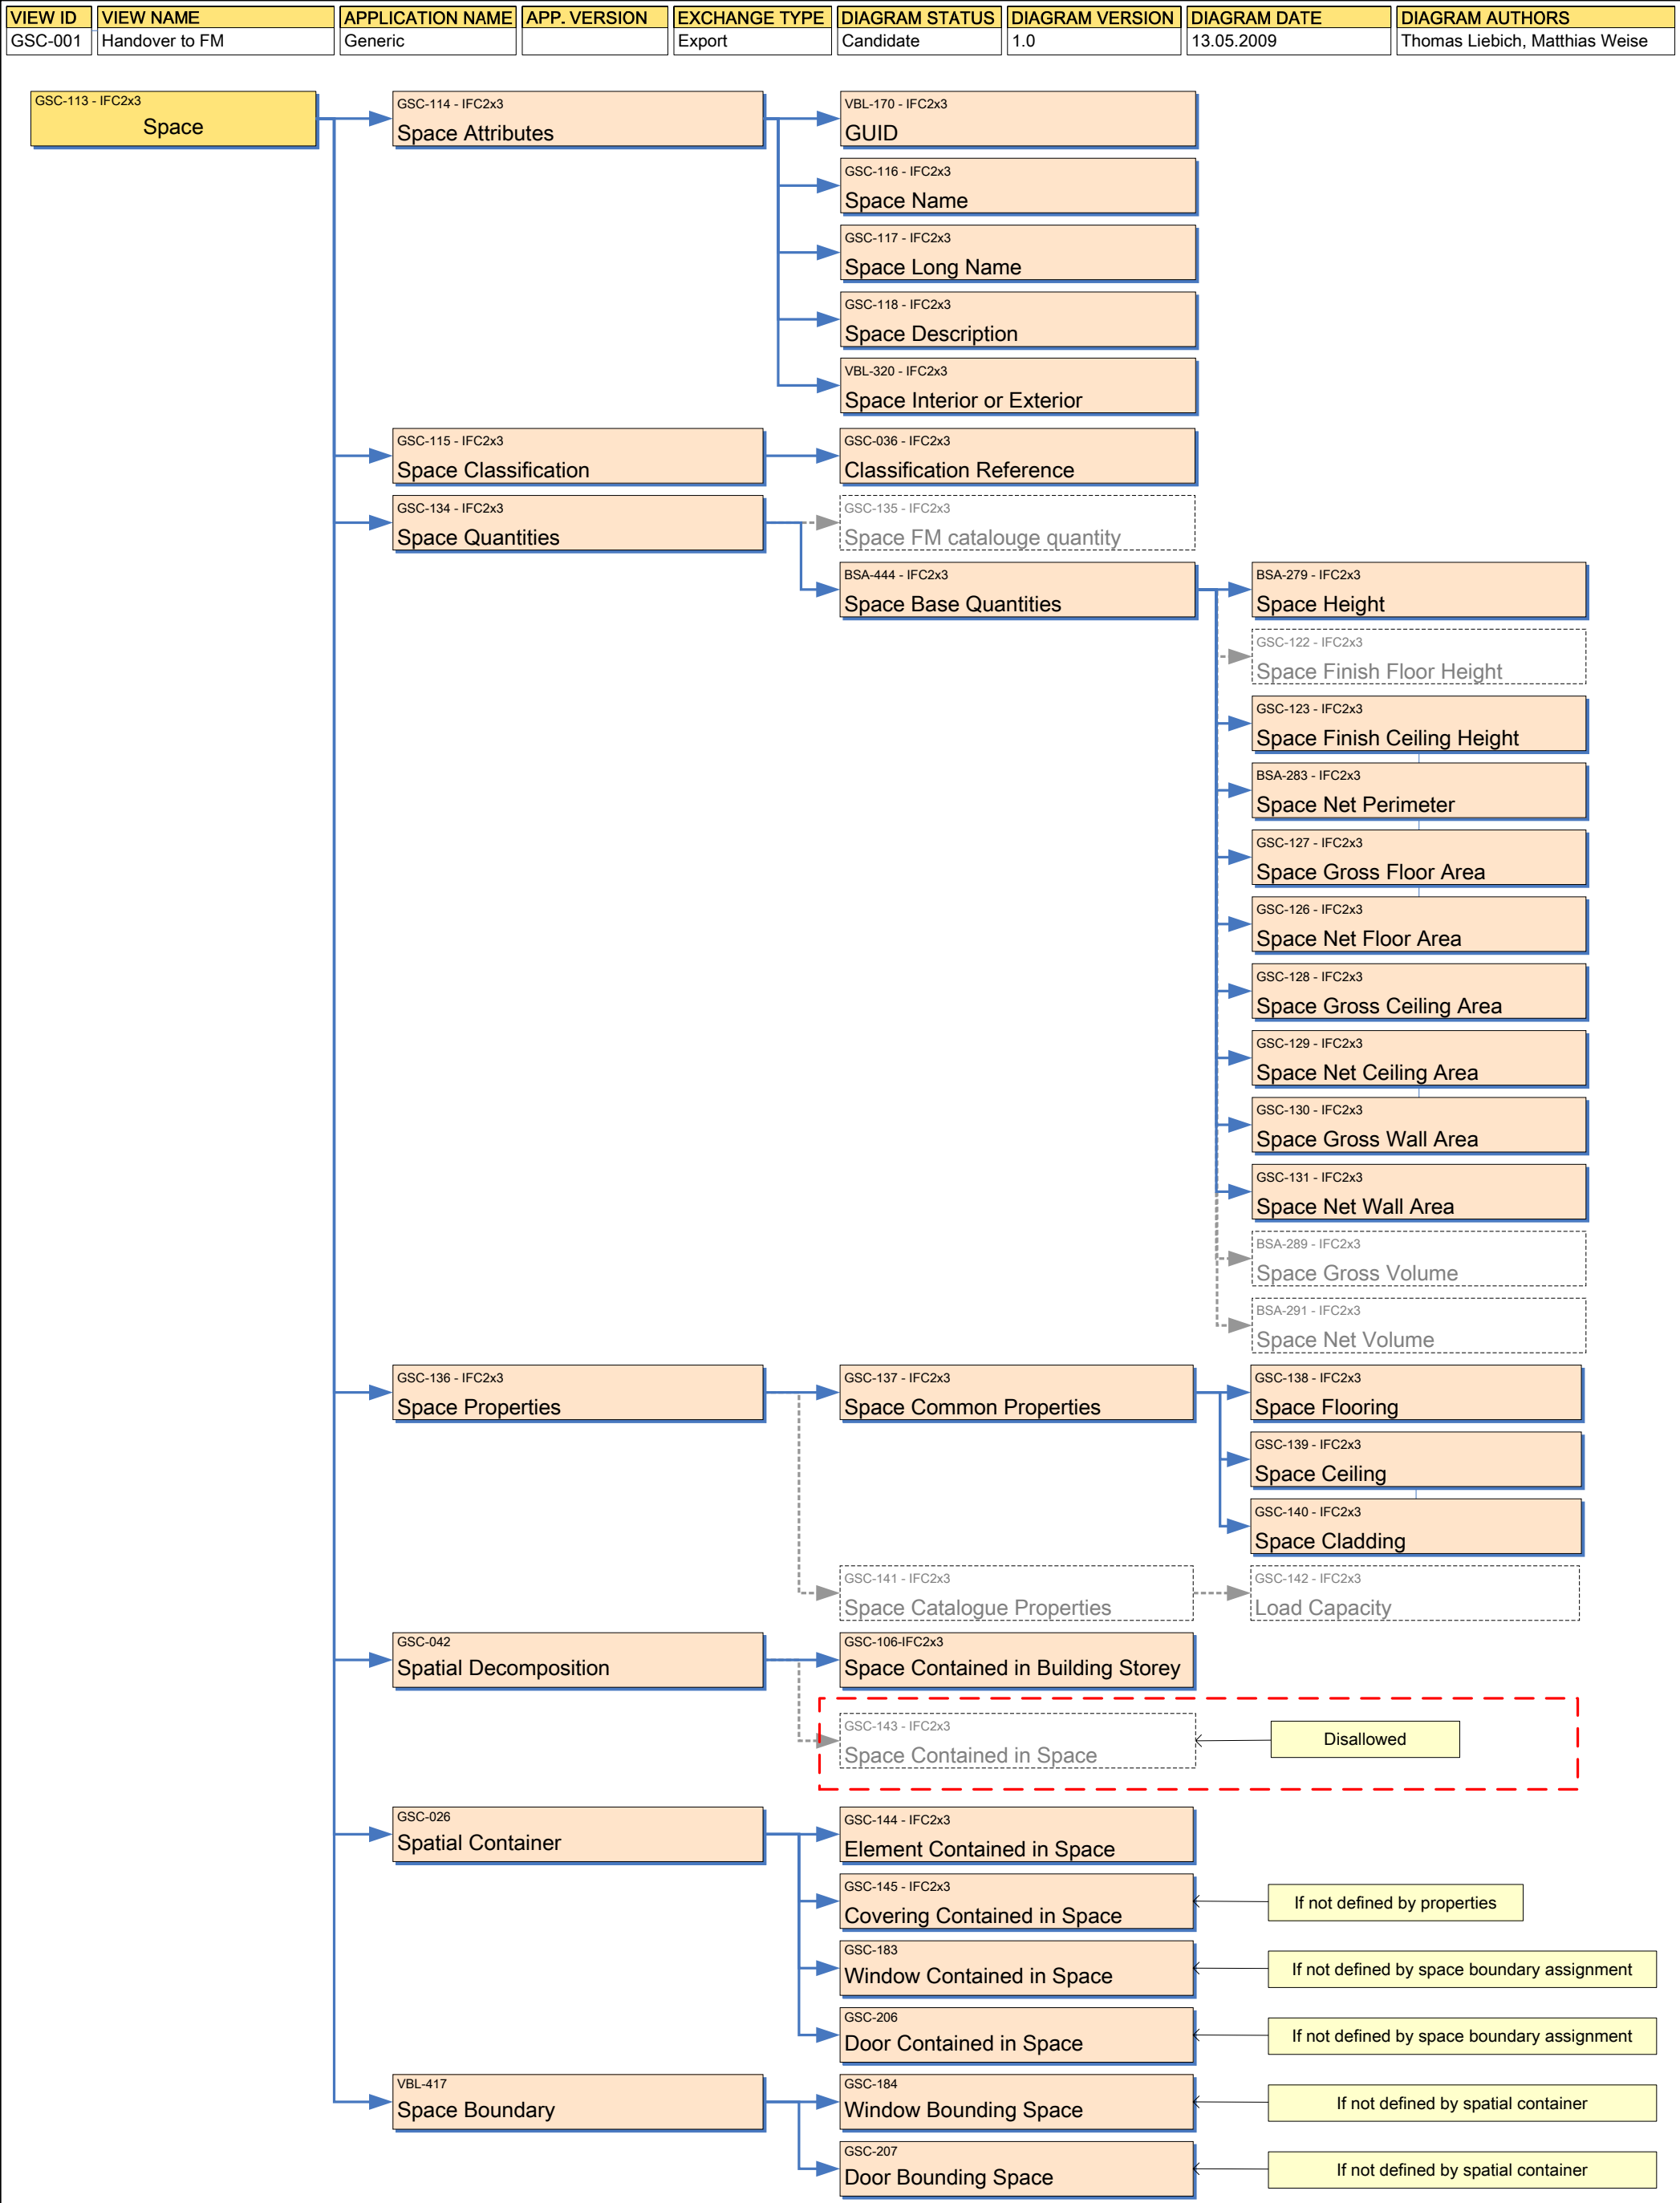 VIEW ID VIEW NAME APPLICATION NAME APP. VERSION EXCHANGE TYPE DIAGRAM STATUS DIAGRAM VERSION DIAGRAM DATE DIAGRAM AUTHORS
GSC-001 Handover to FM Generic Export Candidate 1.0 13.05.2009 Thomas Liebich, Matthias Weise
GSC-113 - IFC2x3
Space
GSC-114 - IFC2x3
Space Attributes
VBL-170 - IFC2x3
GUID
GSC-116 - IFC2x3
Space Name
GSC-117 - IFC2x3
Space Long Name
GSC-118 - IFC2x3
Space Description
VBL-320 - IFC2x3
Space Interior or Exterior
GSC-115 - IFC2x3
Space Classification
GSC-036 - IFC2x3
Classification Reference
GSC-134 - IFC2x3
Space Quantities
GSC-135 - IFC2x3
Space FM catalouge quantity
BSA-444 - IFC2x3
Space Base Quantities
BSA-279 - IFC2x3
Space Height
GSC-122 - IFC2x3
Space Finish Floor Height
GSC-123 - IFC2x3
Space Finish Ceiling Height
BSA-283 - IFC2x3
Space Net Perimeter
GSC-127 - IFC2x3
Space Gross Floor Area
GSC-126 - IFC2x3
Space Net Floor Area
GSC-128 - IFC2x3
Space Gross Ceiling Area
GSC-129 - IFC2x3
Space Net Ceiling Area
GSC-130 - IFC2x3
Space Gross Wall Area
GSC-131 - IFC2x3
Space Net Wall Area
BSA-289 - IFC2x3
Space Gross Volume
BSA-291 - IFC2x3
Space Net Volume
GSC-136 - IFC2x3
Space Properties
GSC-137 - IFC2x3
Space Common Properties
GSC-138 - IFC2x3
Space Flooring
GSC-139 - IFC2x3
Space Ceiling
GSC-140 - IFC2x3
Space Cladding
GSC-141 - IFC2x3
Space Catalogue Properties
GSC-142 - IFC2x3
Load Capacity
GSC-042
Spatial Decomposition
GSC-106-IFC2x3
Space Contained in Building Storey
GSC-143 - IFC2x3
Space Contained in Space
Disallowed
GSC-026
Spatial Container
GSC-144 - IFC2x3
Element Contained in Space
GSC-145 - IFC2x3
Covering Contained in Space
If not defined by properties
GSC-183
Window Contained in Space
If not defined by space boundary assignment
GSC-206
Door Contained in Space
If not defined by space boundary assignment
VBL-417
Space Boundary
GSC-184
Window Bounding Space
If not defined by spatial container
GSC-207
Door Bounding Space
If not defined by spatial container